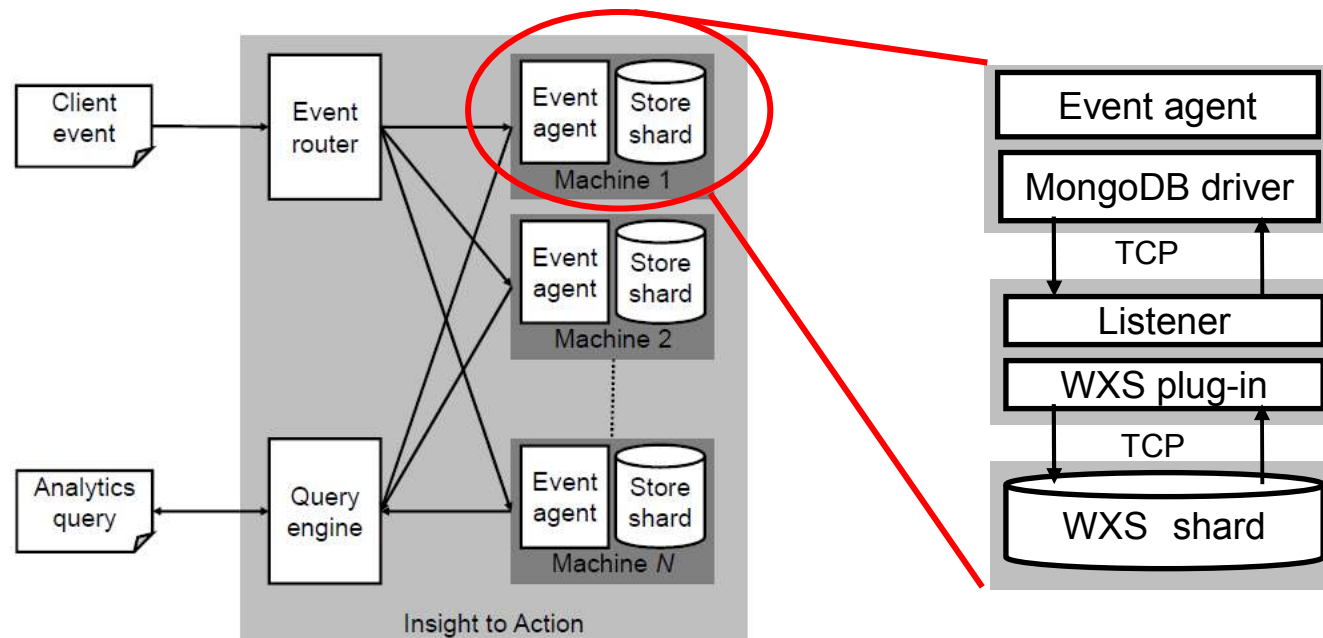 Client
event
Event
router
Event
agent
Store
shard
Machine 1
Event
agent
Store
shard
Machine 2
Analytics
query
Query
engine
Event
agent
Store
shard
Machine N
Insight to Action
Event agent
MongoDB driver
TCP
Listener
WXS plug-in
TCP
WXS shard